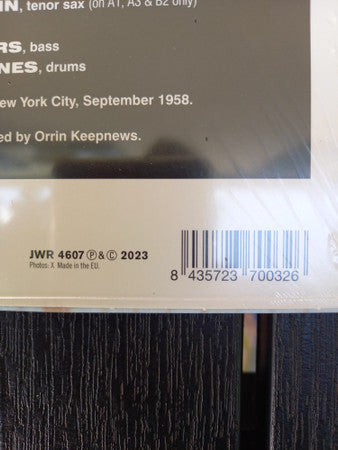 IN, tenor sax (on A1, A3 & B2 only)
RS, bass
NES, drums
New York City, September 1958.
ed by Orrin Keepnews.
JWR 4607 Ⓟ & © 2023
Photos: X Made in the EU.
8 435723 700326